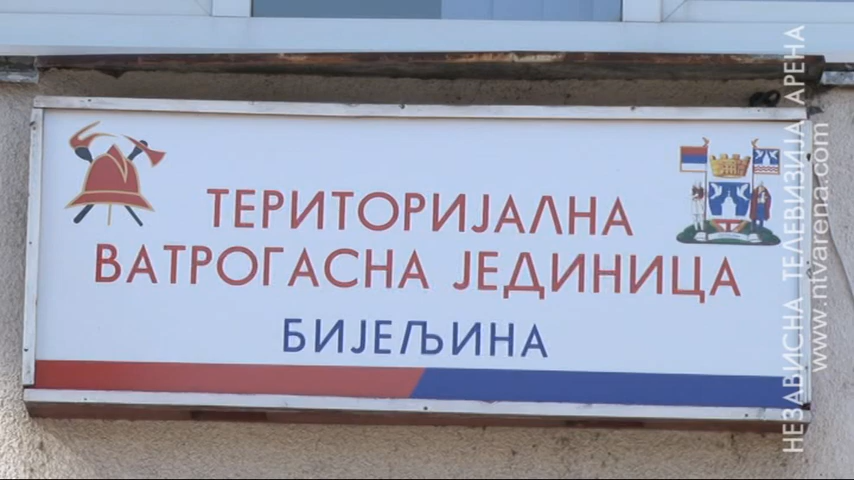 ТЕРИТОРИЈАЛНА
ВАТРОГАСНА ЈЕДИНИЦА
БИЈЕЉИНА
НЕЗАВИСНА ТЕЛЕВИЗИЈА АРЕНА
www.ntvarena.com